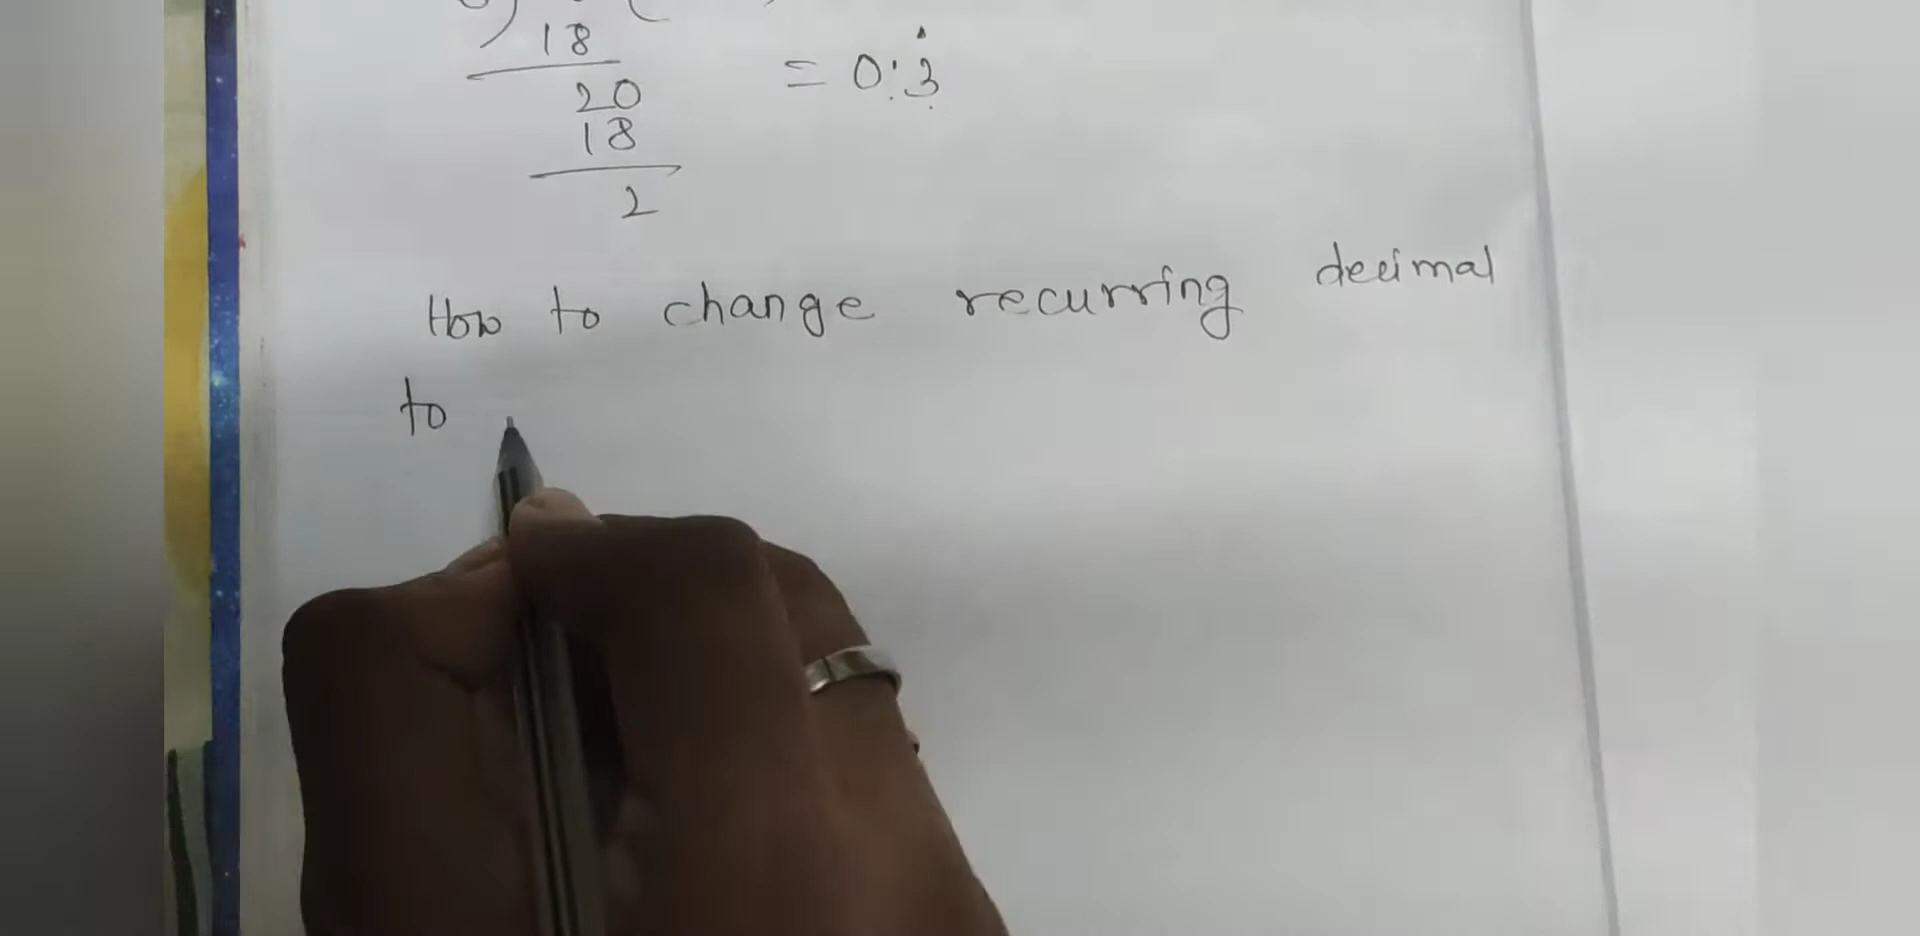 18
20
= 0.3̇
18
2
How to change recurring decimal
to